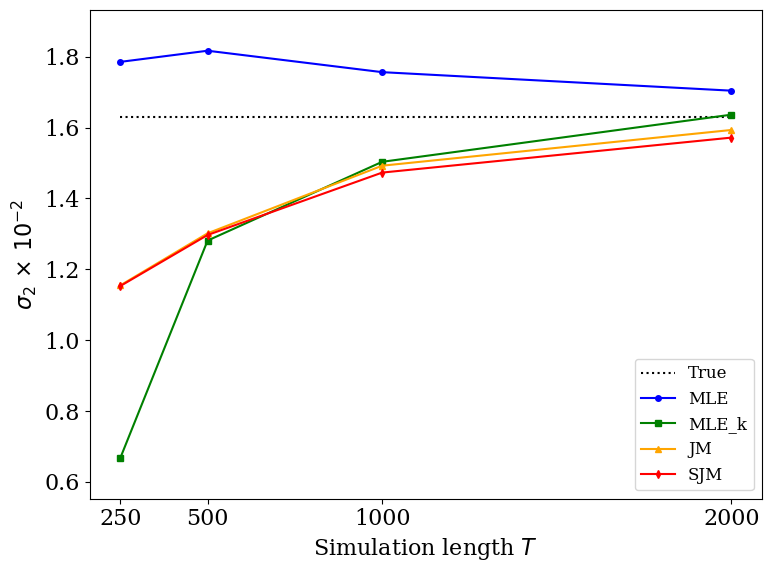 1.8
1.6
1.4
1.2
1.0
0.8
0.6
σ₂ × 10⁻²
250 500 1000 2000
Simulation length T
True
MLE
MLE_k
JM
SJM